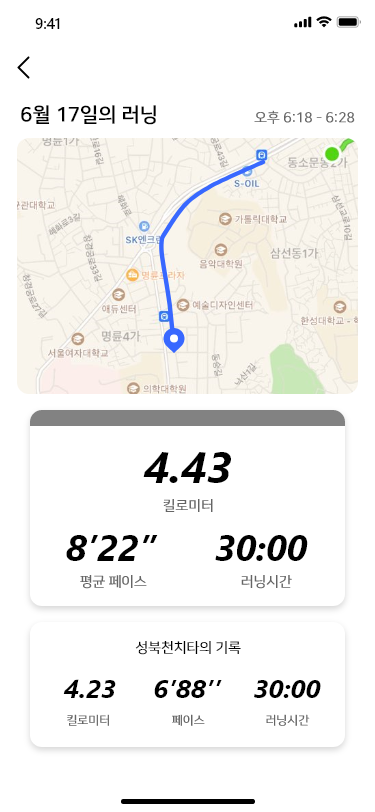 9:41
6월 17일의 러닝
오후 6:18 - 6:28
명륜1가
동소문동2가
S-OIL
가톨릭대학교
SK엔크린
삼선동1가
음악대학원
명륜프라자
애듀센터
예술디자인센터
한성대학교 - 학
명륜4가
서울여자대학교
의학대학원
낙산1길
4.43
킬로미터
8’22”
30:00
평균 페이스
러닝시간
성북천치타의 기록
4.23
6’88’’
30:00
킬로미터
페이스
러닝시간